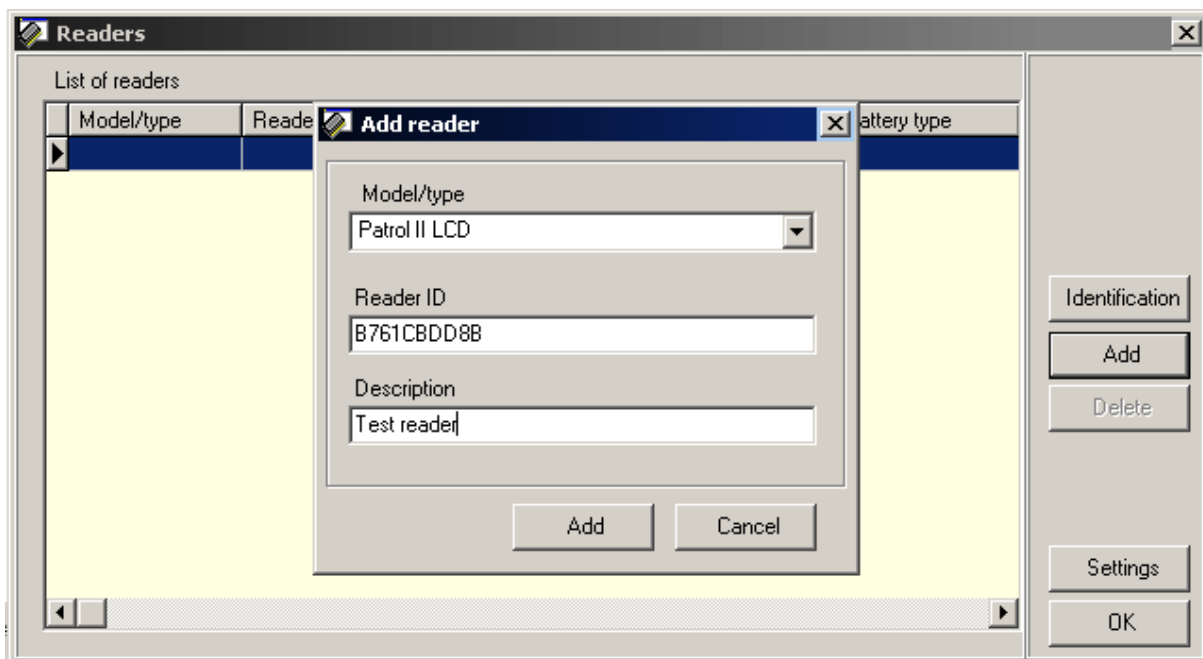 Readers
List of readers
Model/type Reade attery type
Add reader
Model/type
Patrol II LCD
Reader ID
B761CBDD8B
Description
Test reader
Add Cancel
Identification
Add
Delete
Settings
OK